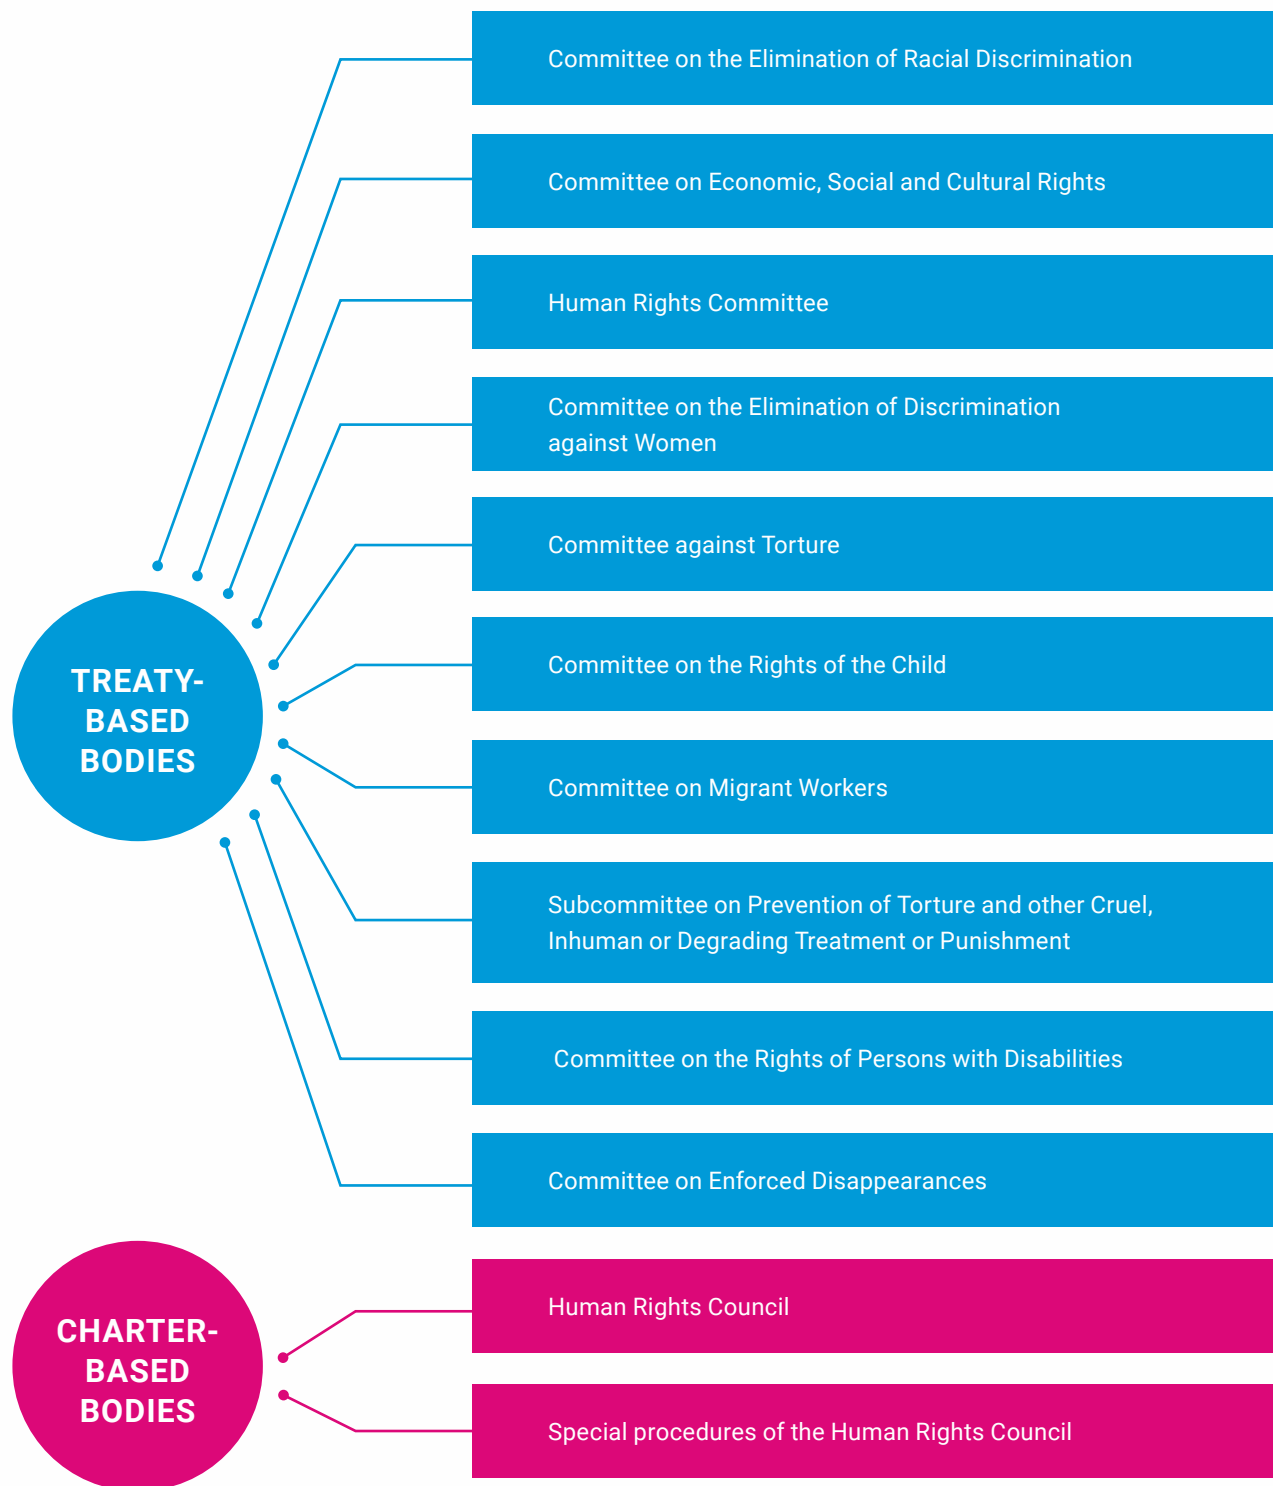 Committee on the Elimination of Racial Discrimination
Committee on Economic, Social and Cultural Rights
Human Rights Committee
Committee on the Elimination of Discrimination
against Women
Committee against Torture
Committee on the Rights of the Child
Committee on Migrant Workers
Subcommittee on Prevention of Torture and other Cruel,
Inhuman or Degrading Treatment or Punishment
Committee on the Rights of Persons with Disabilities
Committee on Enforced Disappearances
TREATY-
BASED
BODIES
Human Rights Council
Special procedures of the Human Rights Council
CHARTER-
BASED
BODIES